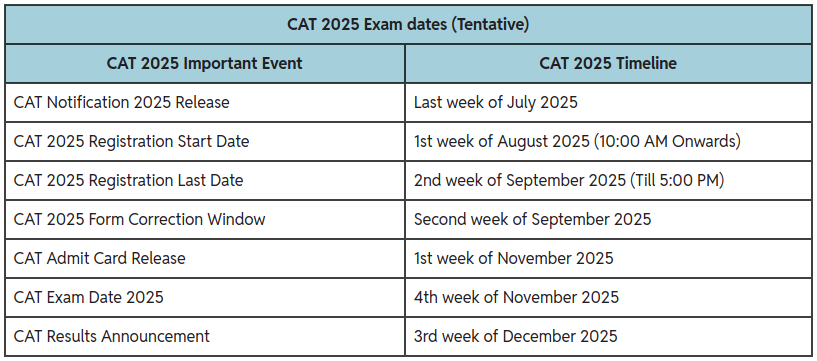 CAT 2025 Exam dates (Tentative)
CAT 2025 Important Event
CAT 2025 Timeline
CAT Notification 2025 Release
Last week of July 2025
CAT 2025 Registration Start Date
1st week of August 2025 (10:00 AM Onwards)
CAT 2025 Registration Last Date
2nd week of September 2025 (Till 5:00 PM)
CAT 2025 Form Correction Window
Second week of September 2025
CAT Admit Card Release
1st week of November 2025
CAT Exam Date 2025
4th week of November 2025
CAT Results Announcement
3rd week of December 2025